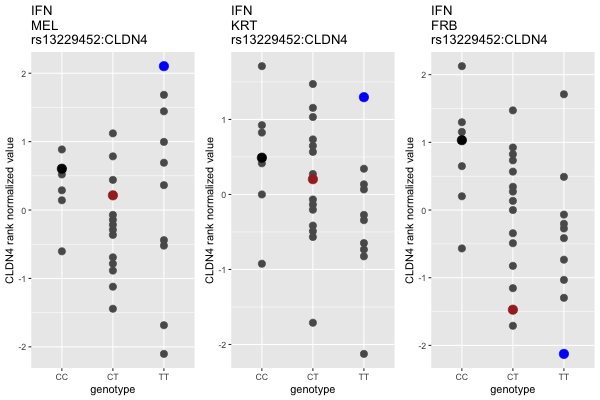 IFN
MEL
rs13229452:CLDN4
CLDN4 rank normalized value
2
1
0
-1
-2
CC
CT
TT
genotype
IFN
KRT
rs13229452:CLDN4
CLDN4 rank normalized value
1
0
-1
-2
CC
CT
TT
genotype
IFN
FRB
rs13229452:CLDN4
CLDN4 rank normalized value
2
1
0
-1
-2
CC
CT
TT
genotype